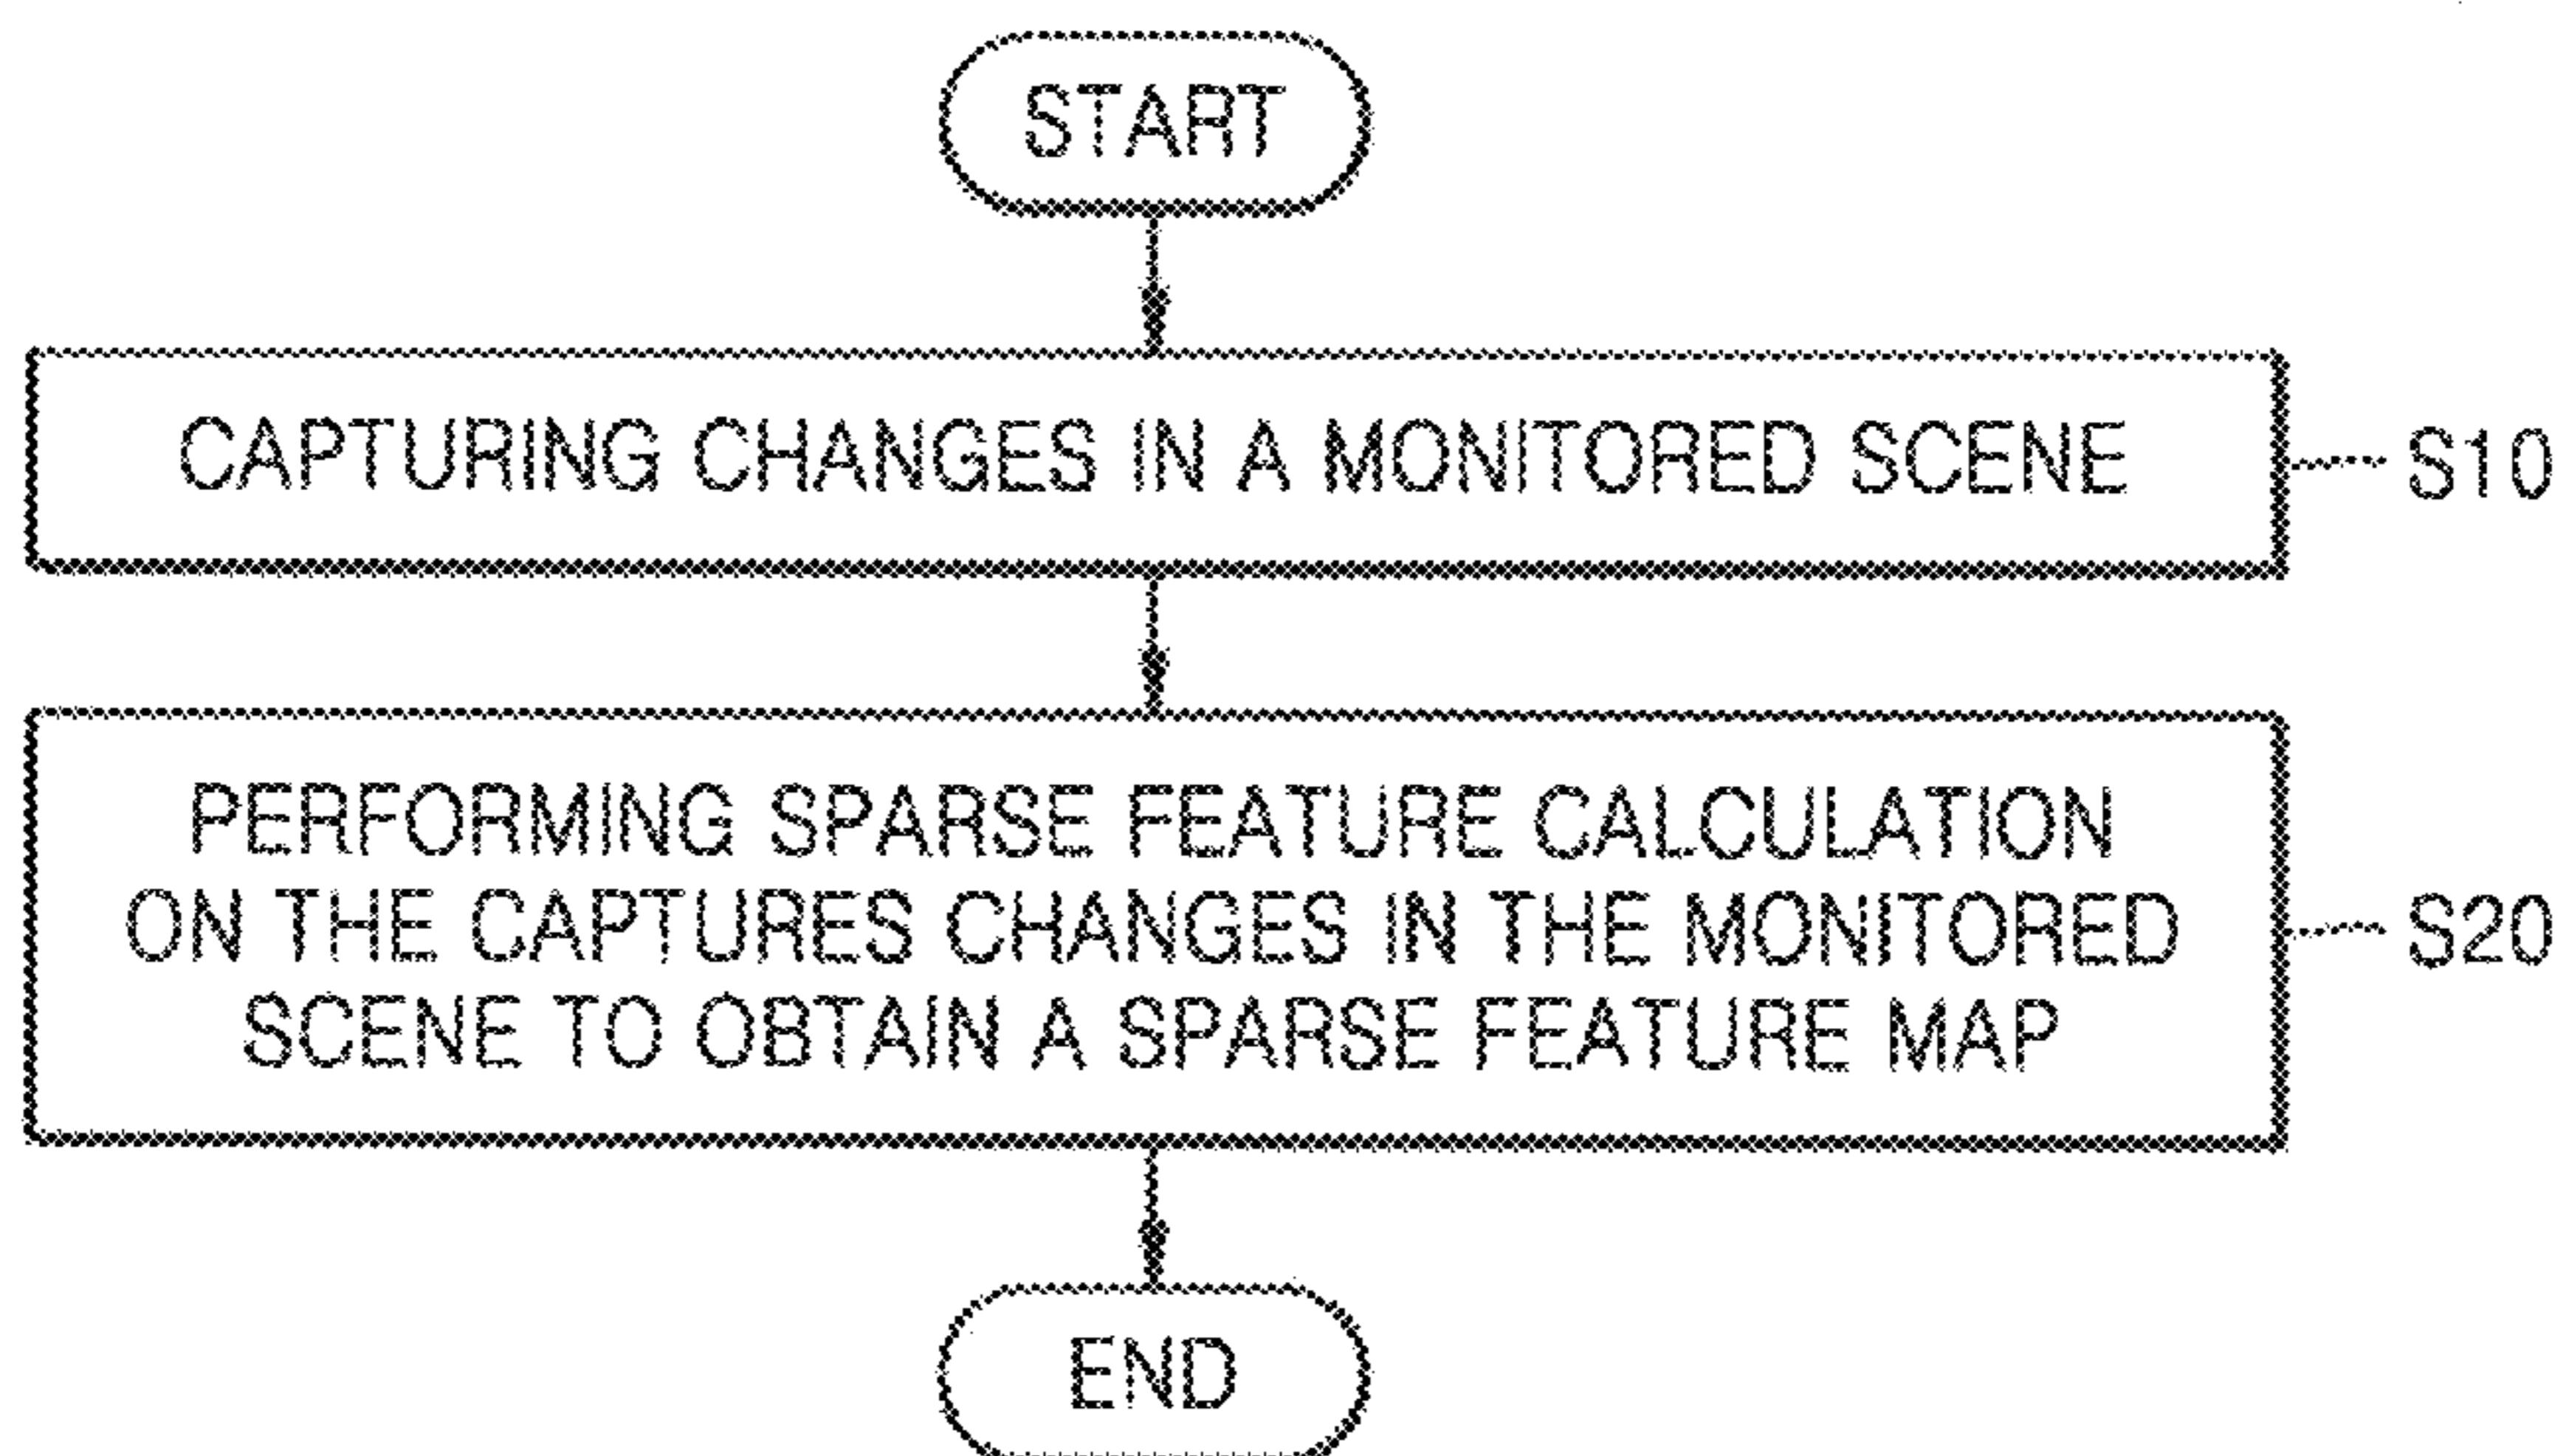 START
CAPTURING CHANGES IN A MONITORED SCENE
S10
PERFORMING SPARSE FEATURE CALCULATION
ON THE CAPTURES CHANGES IN THE MONITORED
SCENE TO OBTAIN A SPARSE FEATURE MAP
S20
END